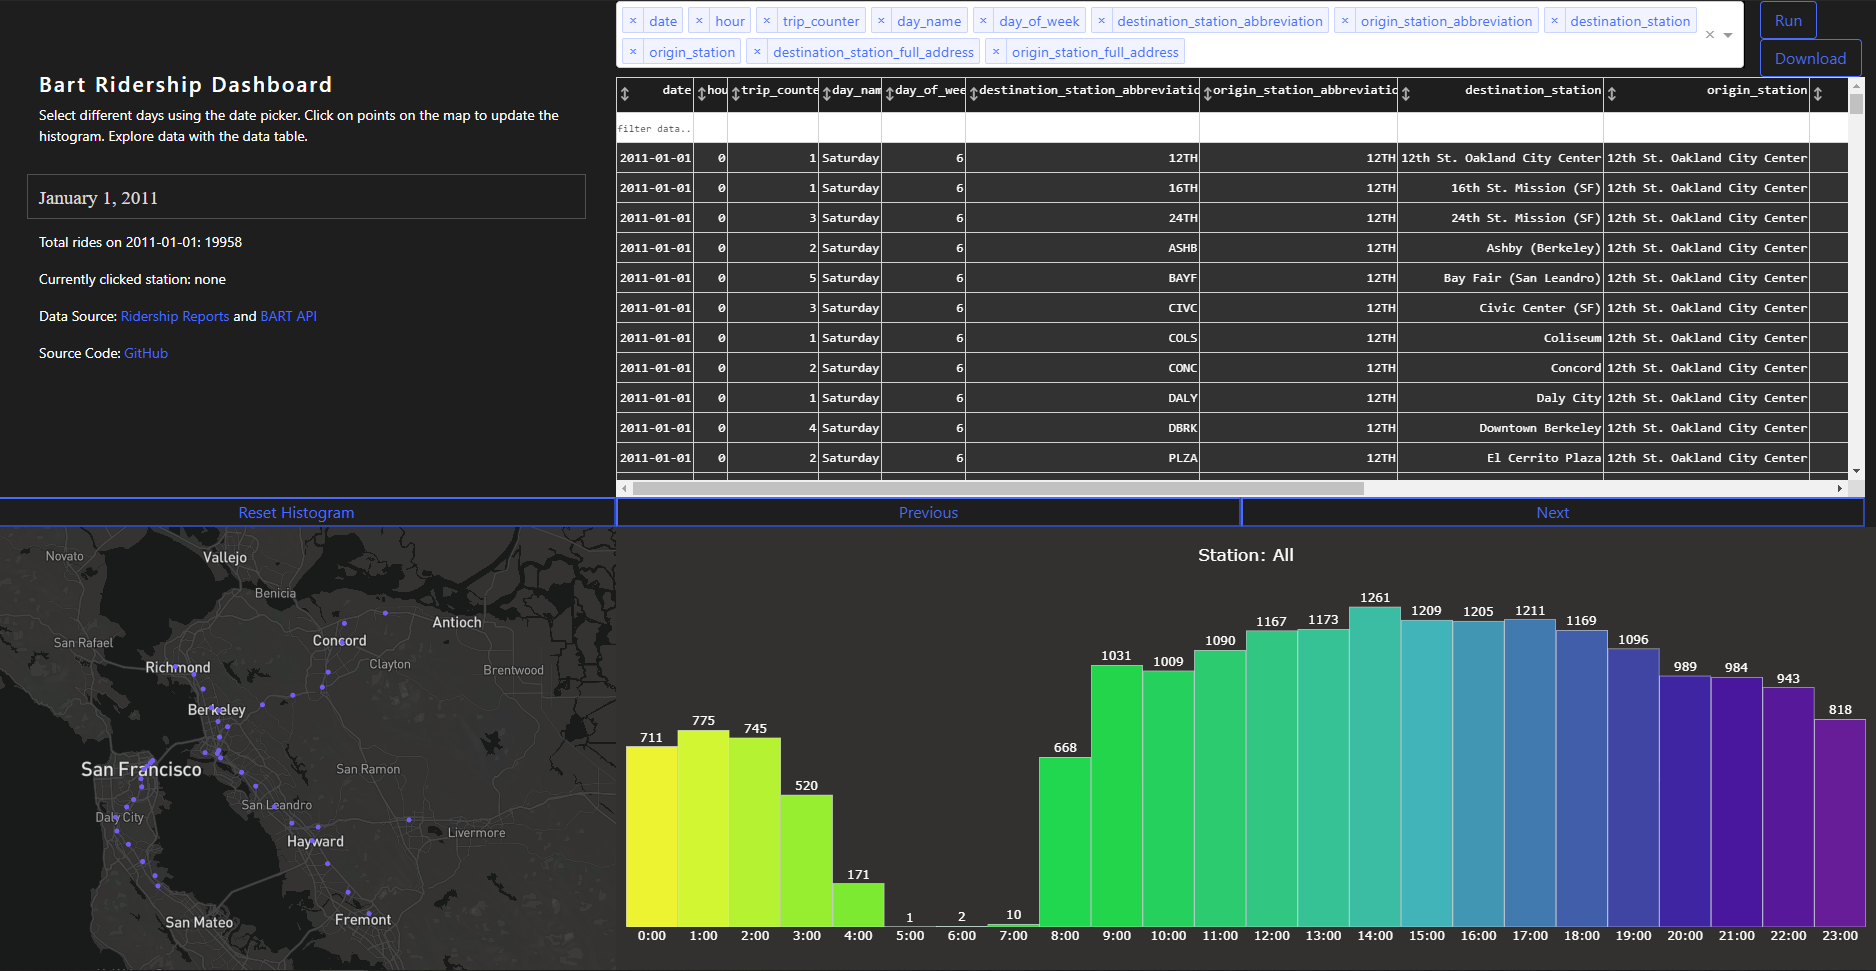 Bart Ridership Dashboard
Select different days using the date picker. Click on points on the map to update the
histogram. Explore data with the data table.
January 1, 2011
Total rides on 2011-01-01: 19958
Currently clicked station: none
Data Source: Ridership Reports and BART API
Source Code: GitHub
× date × hour × trip_counter × day_name × day_of_week × destination_station_abbreviation × origin_station_abbreviation × destination_station
× origin_station × destination_station_full_address × origin_station_full_address
×
Run
Download
date hou trip_counte day_nam day_of_wee destination_station_abbreviatio origin_station_abbreviatio destination_station origin_station
filter data..
2011-01-01 0 1 Saturday 6 12TH 12TH 12th St. Oakland City Center 12th St. Oakland City Center
2011-01-01 0 1 Saturday 6 16TH 12TH 16th St. Mission (SF) 12th St. Oakland City Center
2011-01-01 0 3 Saturday 6 24TH 12TH 24th St. Mission (SF) 12th St. Oakland City Center
2011-01-01 0 2 Saturday 6 ASHB 12TH Ashby (Berkeley) 12th St. Oakland City Center
2011-01-01 0 5 Saturday 6 BAYF 12TH Bay Fair (San Leandro) 12th St. Oakland City Center
2011-01-01 0 3 Saturday 6 CIVC 12TH Civic Center (SF) 12th St. Oakland City Center
2011-01-01 0 1 Saturday 6 COLS 12TH Coliseum 12th St. Oakland City Center
2011-01-01 0 2 Saturday 6 CONC 12TH Concord 12th St. Oakland City Center
2011-01-01 0 1 Saturday 6 DALY 12TH Daly City 12th St. Oakland City Center
2011-01-01 0 4 Saturday 6 DBRK 12TH Downtown Berkeley 12th St. Oakland City Center
2011-01-01 0 2 Saturday 6 PLZA 12TH El Cerrito Plaza 12th St. Oakland City Center
Reset Histogram
Previous
Next
Novato
Vallejo
Benicia
Antioch
San Rafael
Concord
Clayton
Richmond
Brentwood
Berkeley
San Francisco
San Ramon
San Leandro
Daly City
Livermore
Hayward
Fremont
San Mateo
Station: All
711 775 745 520 171 1 2 10 668 1031 1009 1090 1167 1173 1261 1209 1205 1211 1169 1096 989 984 943 818
0:00 1:00 2:00 3:00 4:00 5:00 6:00 7:00 8:00 9:00 10:00 11:00 12:00 13:00 14:00 15:00 16:00 17:00 18:00 19:00 20:00 21:00 22:00 23:00